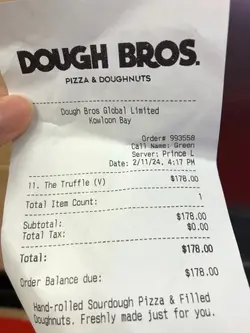 DOUGH BROS.
PIZZA & DOUGHNUTS
Dough Bros Global Limited
Kowloon Bay
Order# 993558
Call Name: Green
Server: Prince L
Date: 2/11/24, 4:17 PM
11. The Truffle (V) $178.00
Total Item Count: 1
Subtotal: $178.00
Total Tax: $0.00
Total: $178.00
Order Balance due: $178.00
Hand-rolled Sourdough Pizza & Filled
Doughnuts. Freshly made just for you.